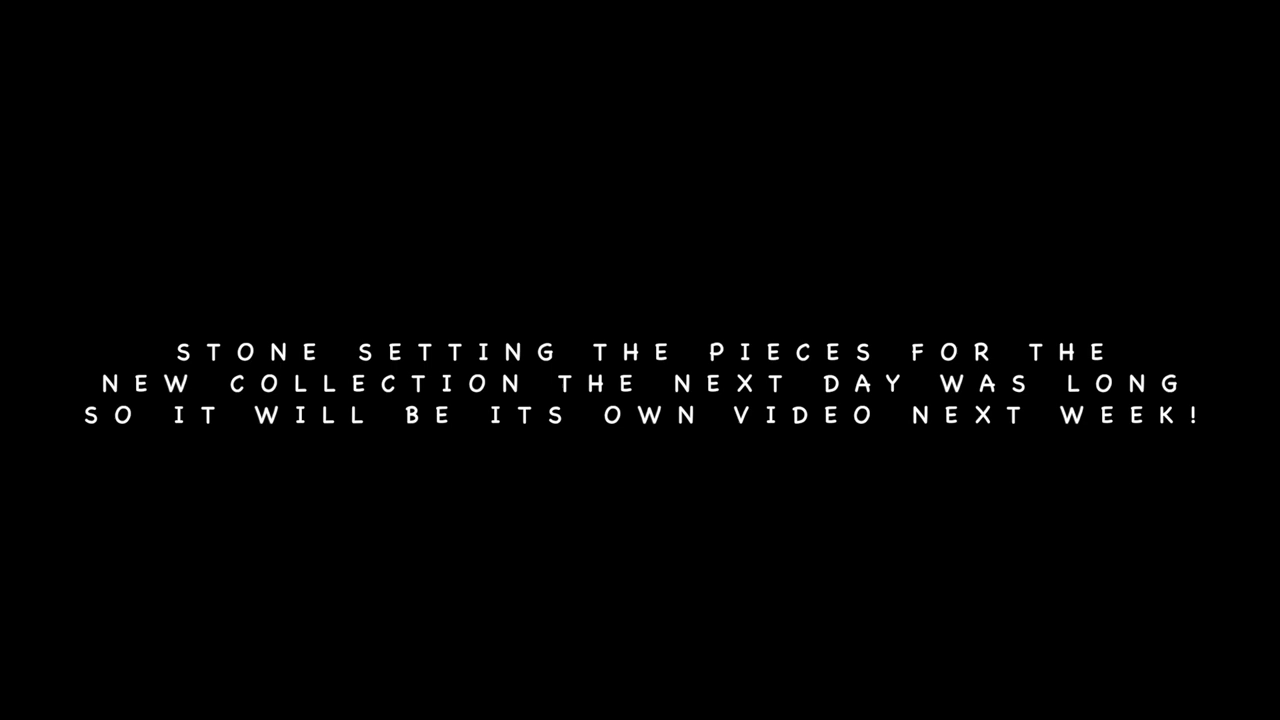 STONE SETTING THE PIECES FOR THE
NEW COLLECTION THE NEXT DAY WAS LONG
SO IT WILL BE ITS OWN VIDEO NEXT WEEK!